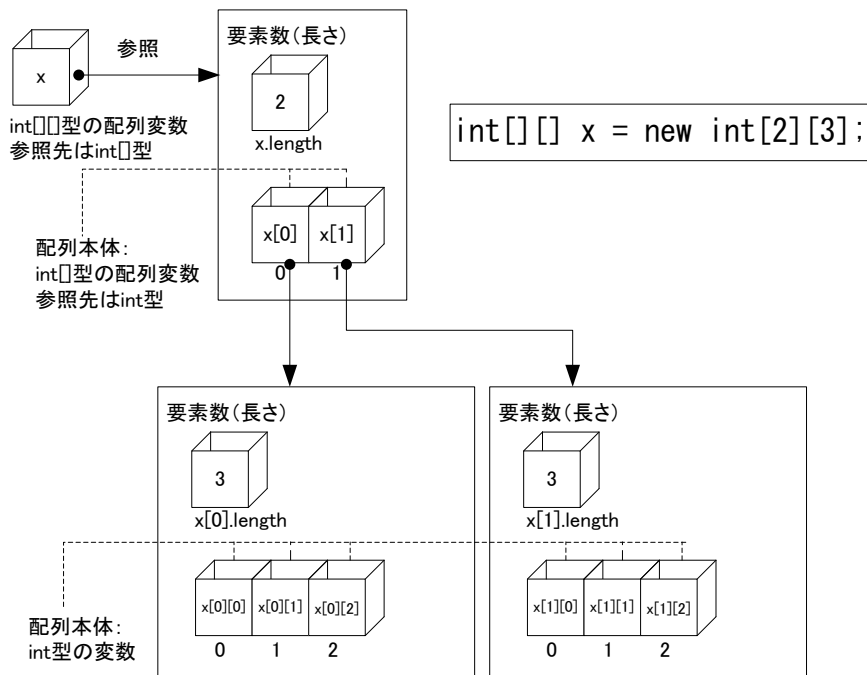 x
参照
int[][]型の配列変数
参照先はint[]型
要素数(長さ)
2
x.length
int[][] x = new int[2][3];
x[0] x[1]
0 1
配列本体:
int[]型の配列変数
参照先はint型
要素数(長さ)
3
x[0].length
x[0][0] x[0][1] x[0][2]
0 1 2
要素数(長さ)
3
x[1].length
x[1][0] x[1][1] x[1][2]
0 1 2
配列本体:
int型の変数